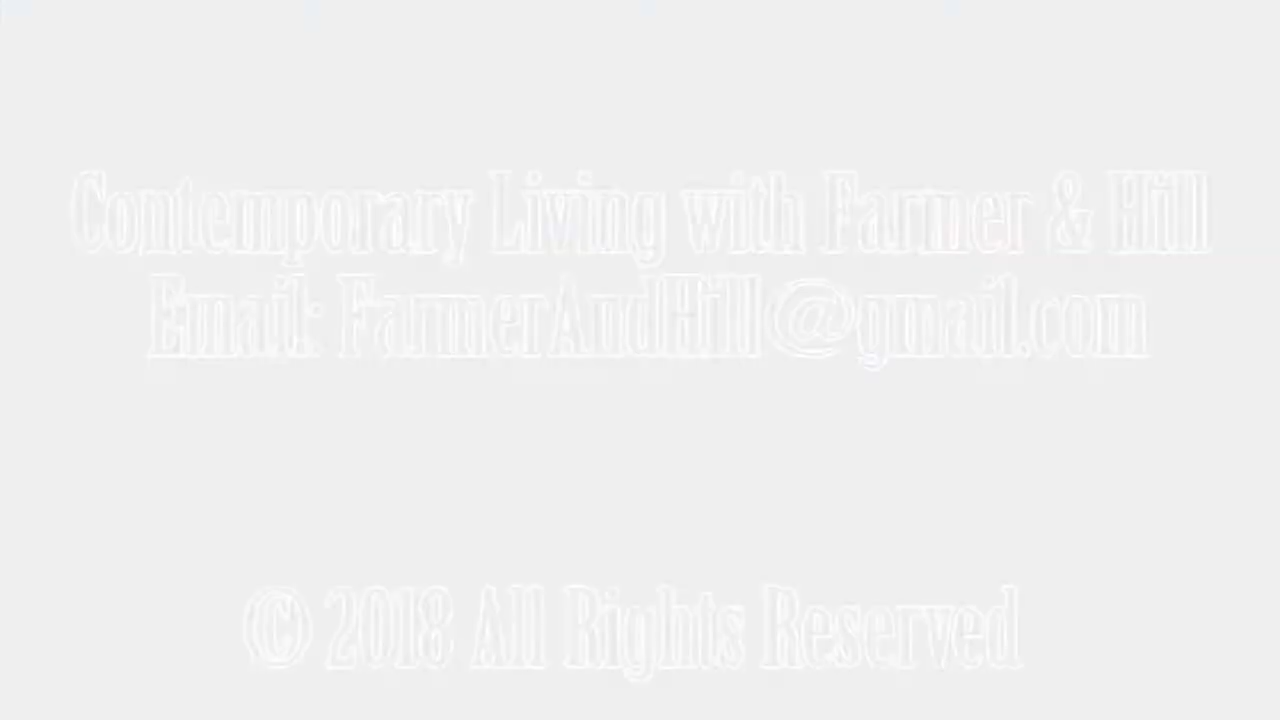 Contemporary Living with Farmer & Hill
Email: FarmerAndHill@gmail.com
© 2018 All Rights Reserved